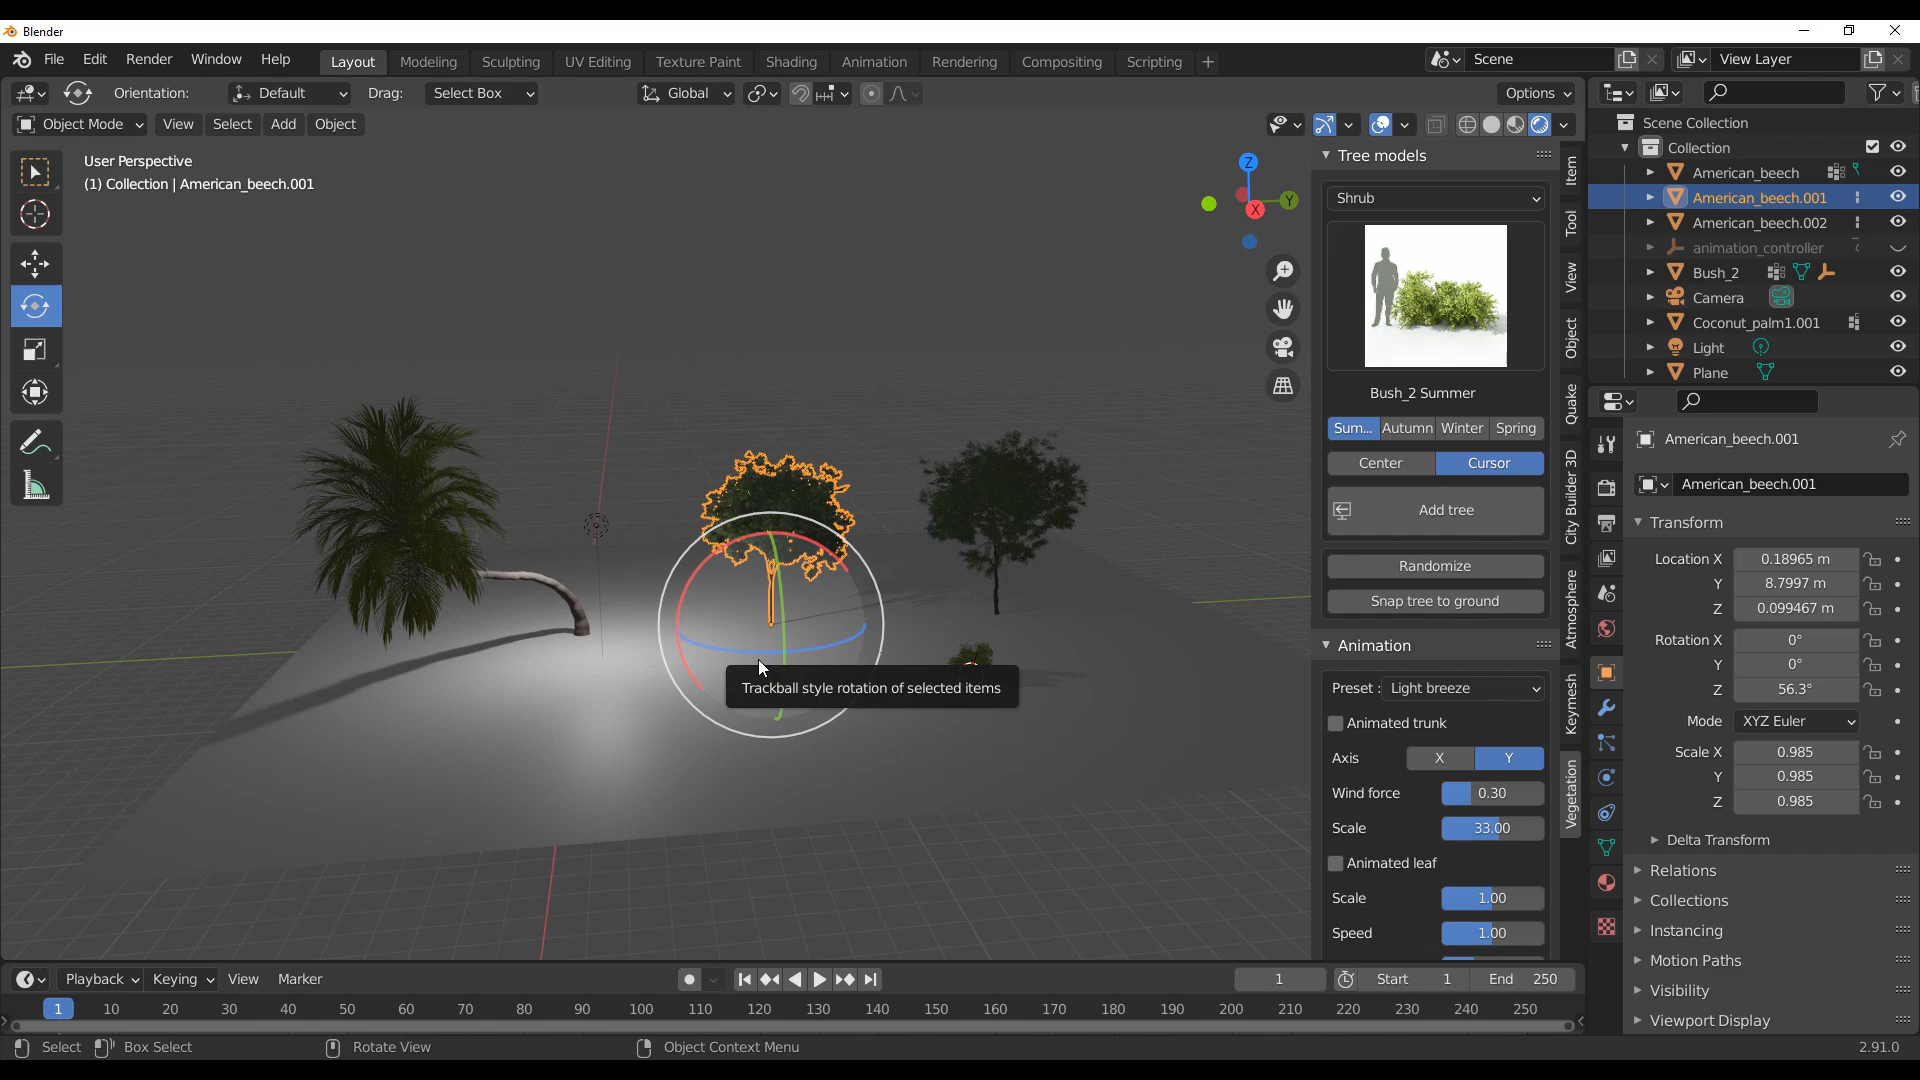 Blender
File Edit Render Window Help
Layout Modeling Sculpting UV Editing Texture Paint Shading Animation Rendering Compositing Scripting +
Scene
View Layer
Orientation: Default Drag: Select Box
Global
Options
Object Mode View Select Add Object
User Perspective
(1) Collection | American_beech.001
Z
Y
X
Tree models
Shrub
Bush_2 Summer
Sum... Autumn Winter Spring
Center Cursor
Add tree
Randomize
Snap tree to ground
Animation
Preset : Light breeze
Animated trunk
Axis X Y
Wind force 0.30
Scale 33.00
Animated leaf
Scale 1.00
Speed 1.00
Item
Tool
View
Object
Quake
City Builder 3D
Atmosphere
Keymesh
Vegetation
Trackball style rotation of selected items
Scene Collection
Collection
American_beech
American_beech.001
American_beech.002
animation_controller
Bush_2
Camera
Coconut_palm1.001
Light
Plane
American_beech.001
American_beech.001
Transform
Location X 0.18965 m
Y 8.7997 m
Z 0.099467 m
Rotation X 0°
Y 0°
Z 56.3°
Mode XYZ Euler
Scale X 0.985
Y 0.985
Z 0.985
Delta Transform
Relations
Collections
Instancing
Motion Paths
Visibility
Viewport Display
Playback Keying View Marker
1 Start 1 End 250
1 10 20 30 40 50 60 70 80 90 100 110 120 130 140 150 160 170 180 190 200 210 220 230 240 250
Select Box Select Rotate View Object Context Menu
2.91.0